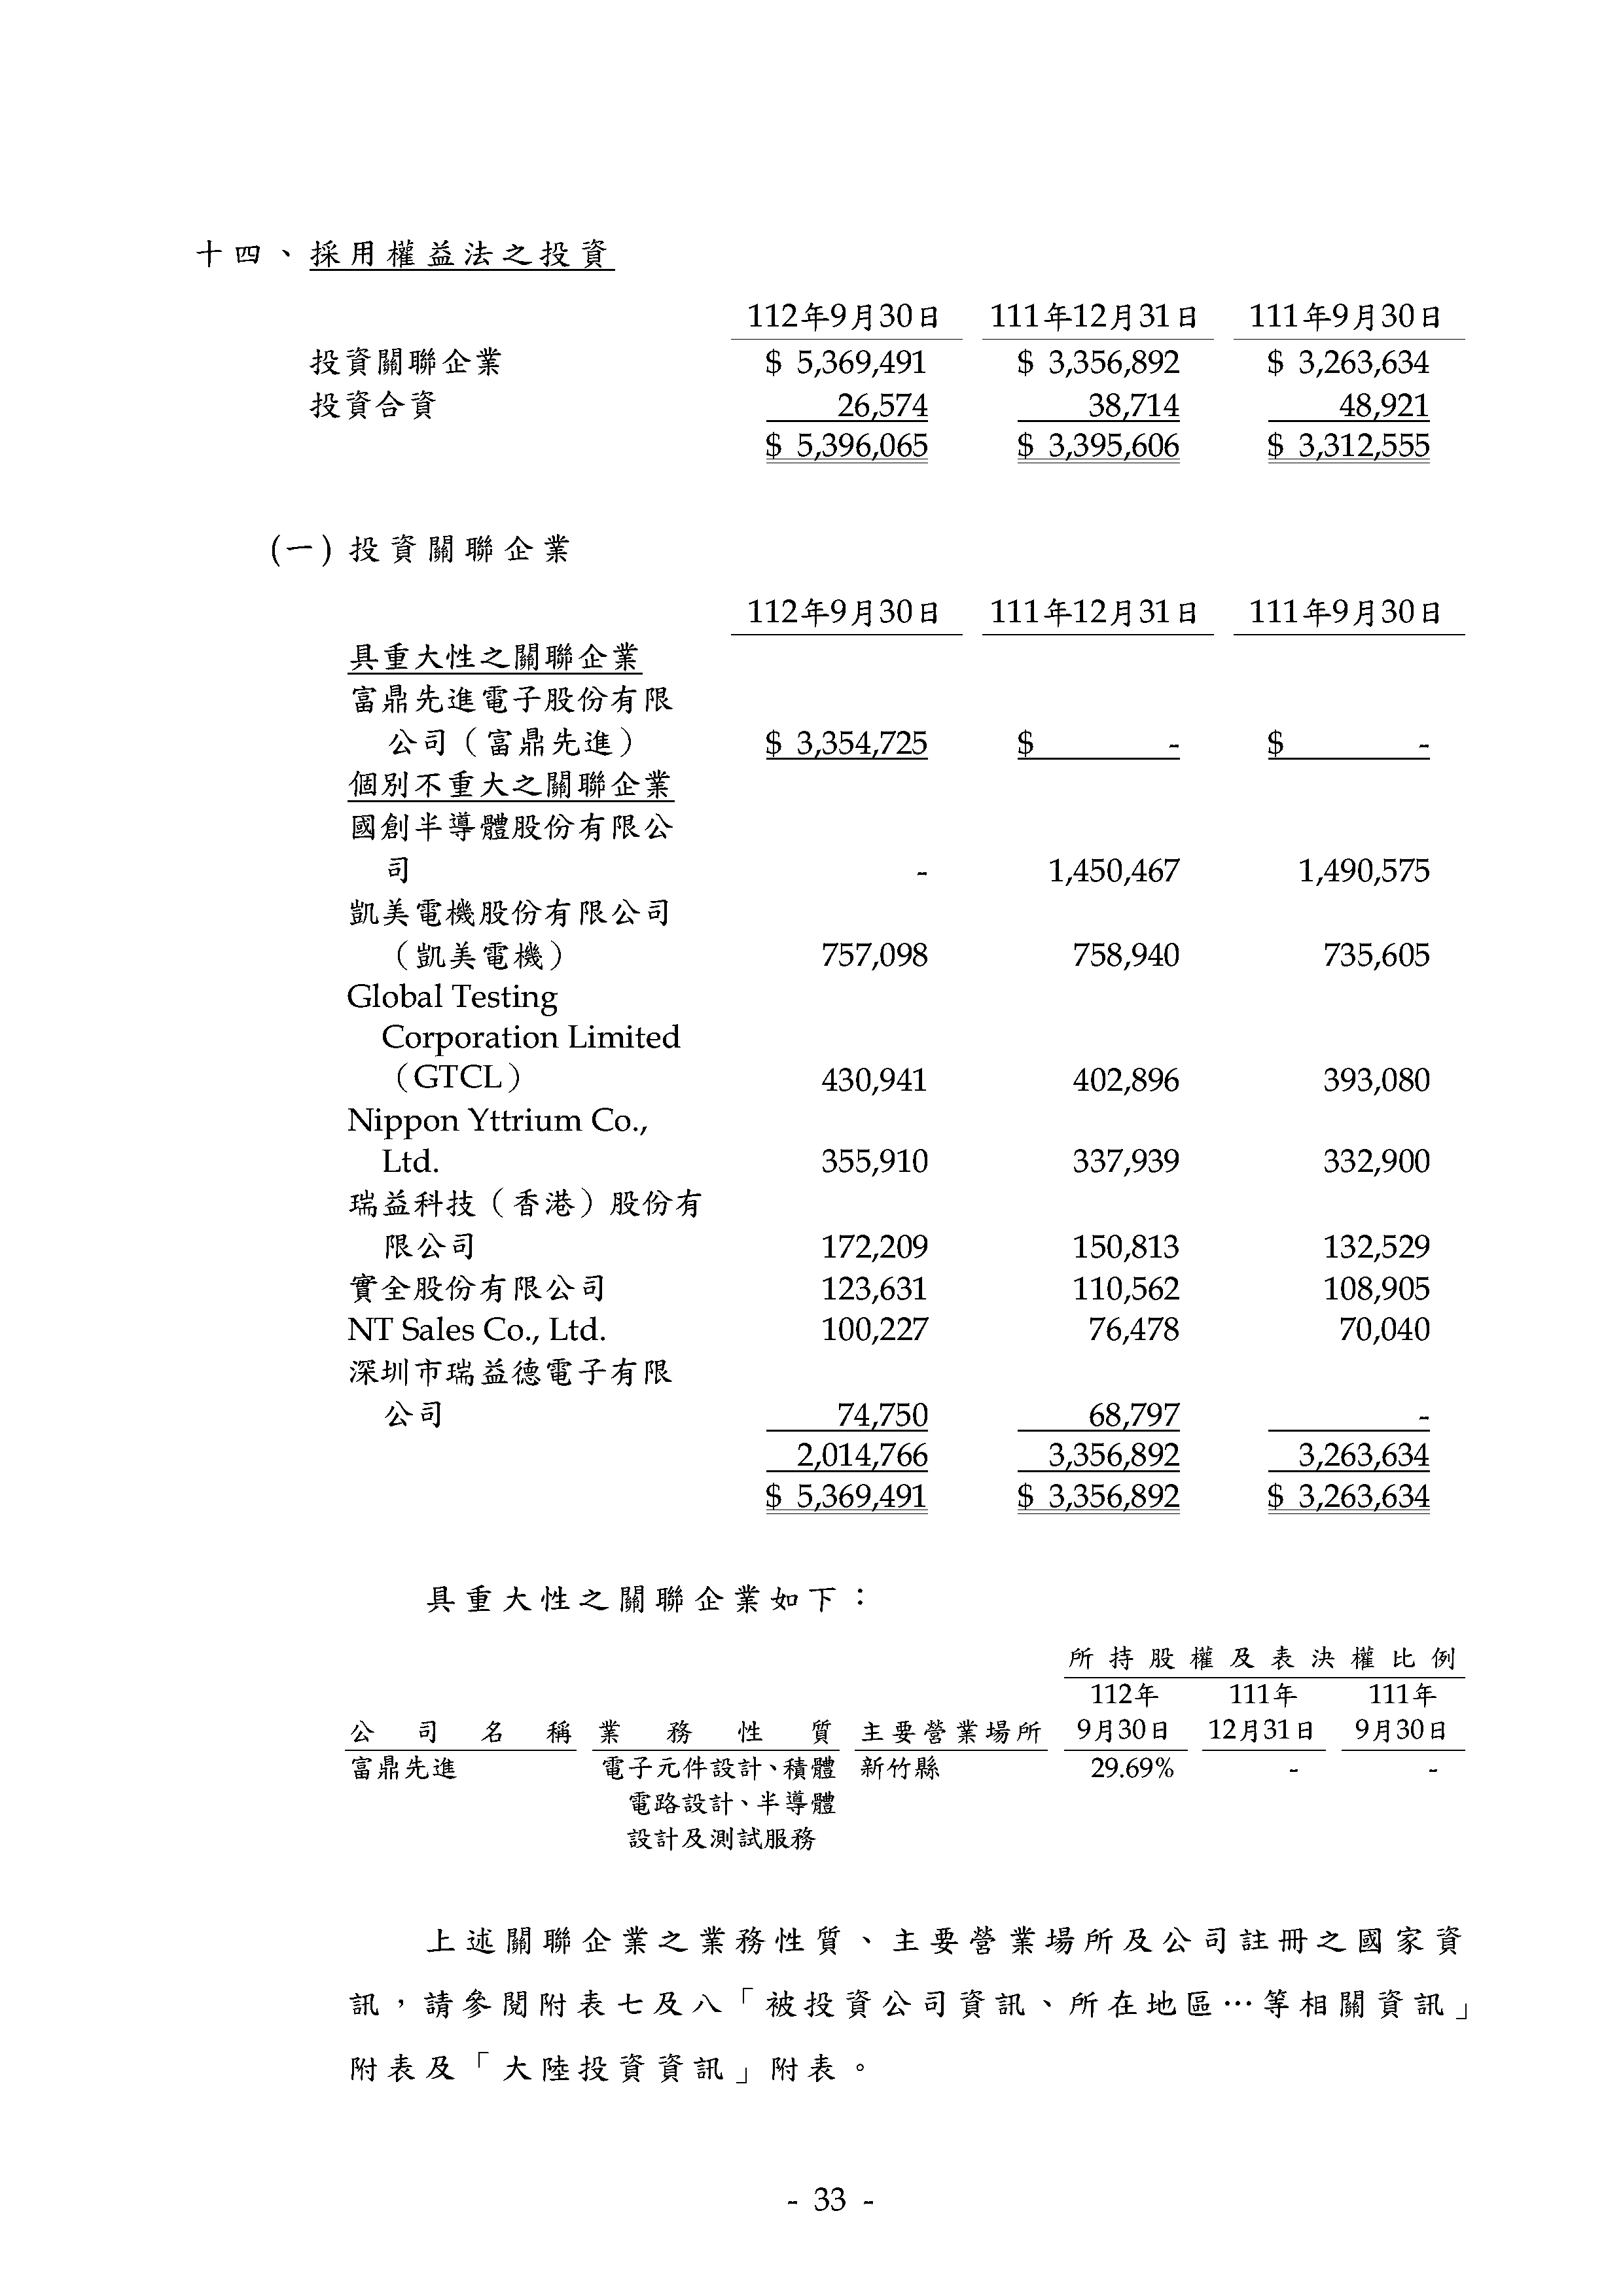 十四、採用權益法之投資
112年9月30日 111年12月31日 111年9月30日
投資關聯企業 $ 5,369,491 $ 3,356,892 $ 3,263,634
投資合資 26,574 38,714 48,921
$ 5,396,065 $ 3,395,606 $ 3,312,555
(一) 投資關聯企業
112年9月30日 111年12月31日 111年9月30日
具重大性之關聯企業
富鼎先進電子股份有限
公司（富鼎先進） $ 3,354,725 $ - $ -
個別不重大之關聯企業
國創半導體股份有限公
司 - 1,450,467 1,490,575
凱美電機股份有限公司
（凱美電機） 757,098 758,940 735,605
Global Testing
Corporation Limited
（GTCL） 430,941 402,896 393,080
Nippon Yttrium Co.,
Ltd. 355,910 337,939 332,900
瑞益科技（香港）股份有
限公司 172,209 150,813 132,529
實全股份有限公司 123,631 110,562 108,905
NT Sales Co., Ltd. 100,227 76,478 70,040
深圳市瑞益德電子有限
公司 74,750 68,797 -
2,014,766 3,356,892 3,263,634
$ 5,369,491 $ 3,356,892 $ 3,263,634
具重大性之關聯企業如下：
所持股權及表決權比例
112年 111年 111年
公司名稱 業務性質 主要營業場所 9月30日 12月31日 9月30日
富鼎先進 電子元件設計、積體 新竹縣 29.69% - -
電路設計、半導體
設計及測試服務
上述關聯企業之業務性質、主要營業場所及公司註冊之國家資
訊，請參閱附表七及八「被投資公司資訊、所在地區…等相關資訊」
附表及「大陸投資資訊」附表。
- 33 -